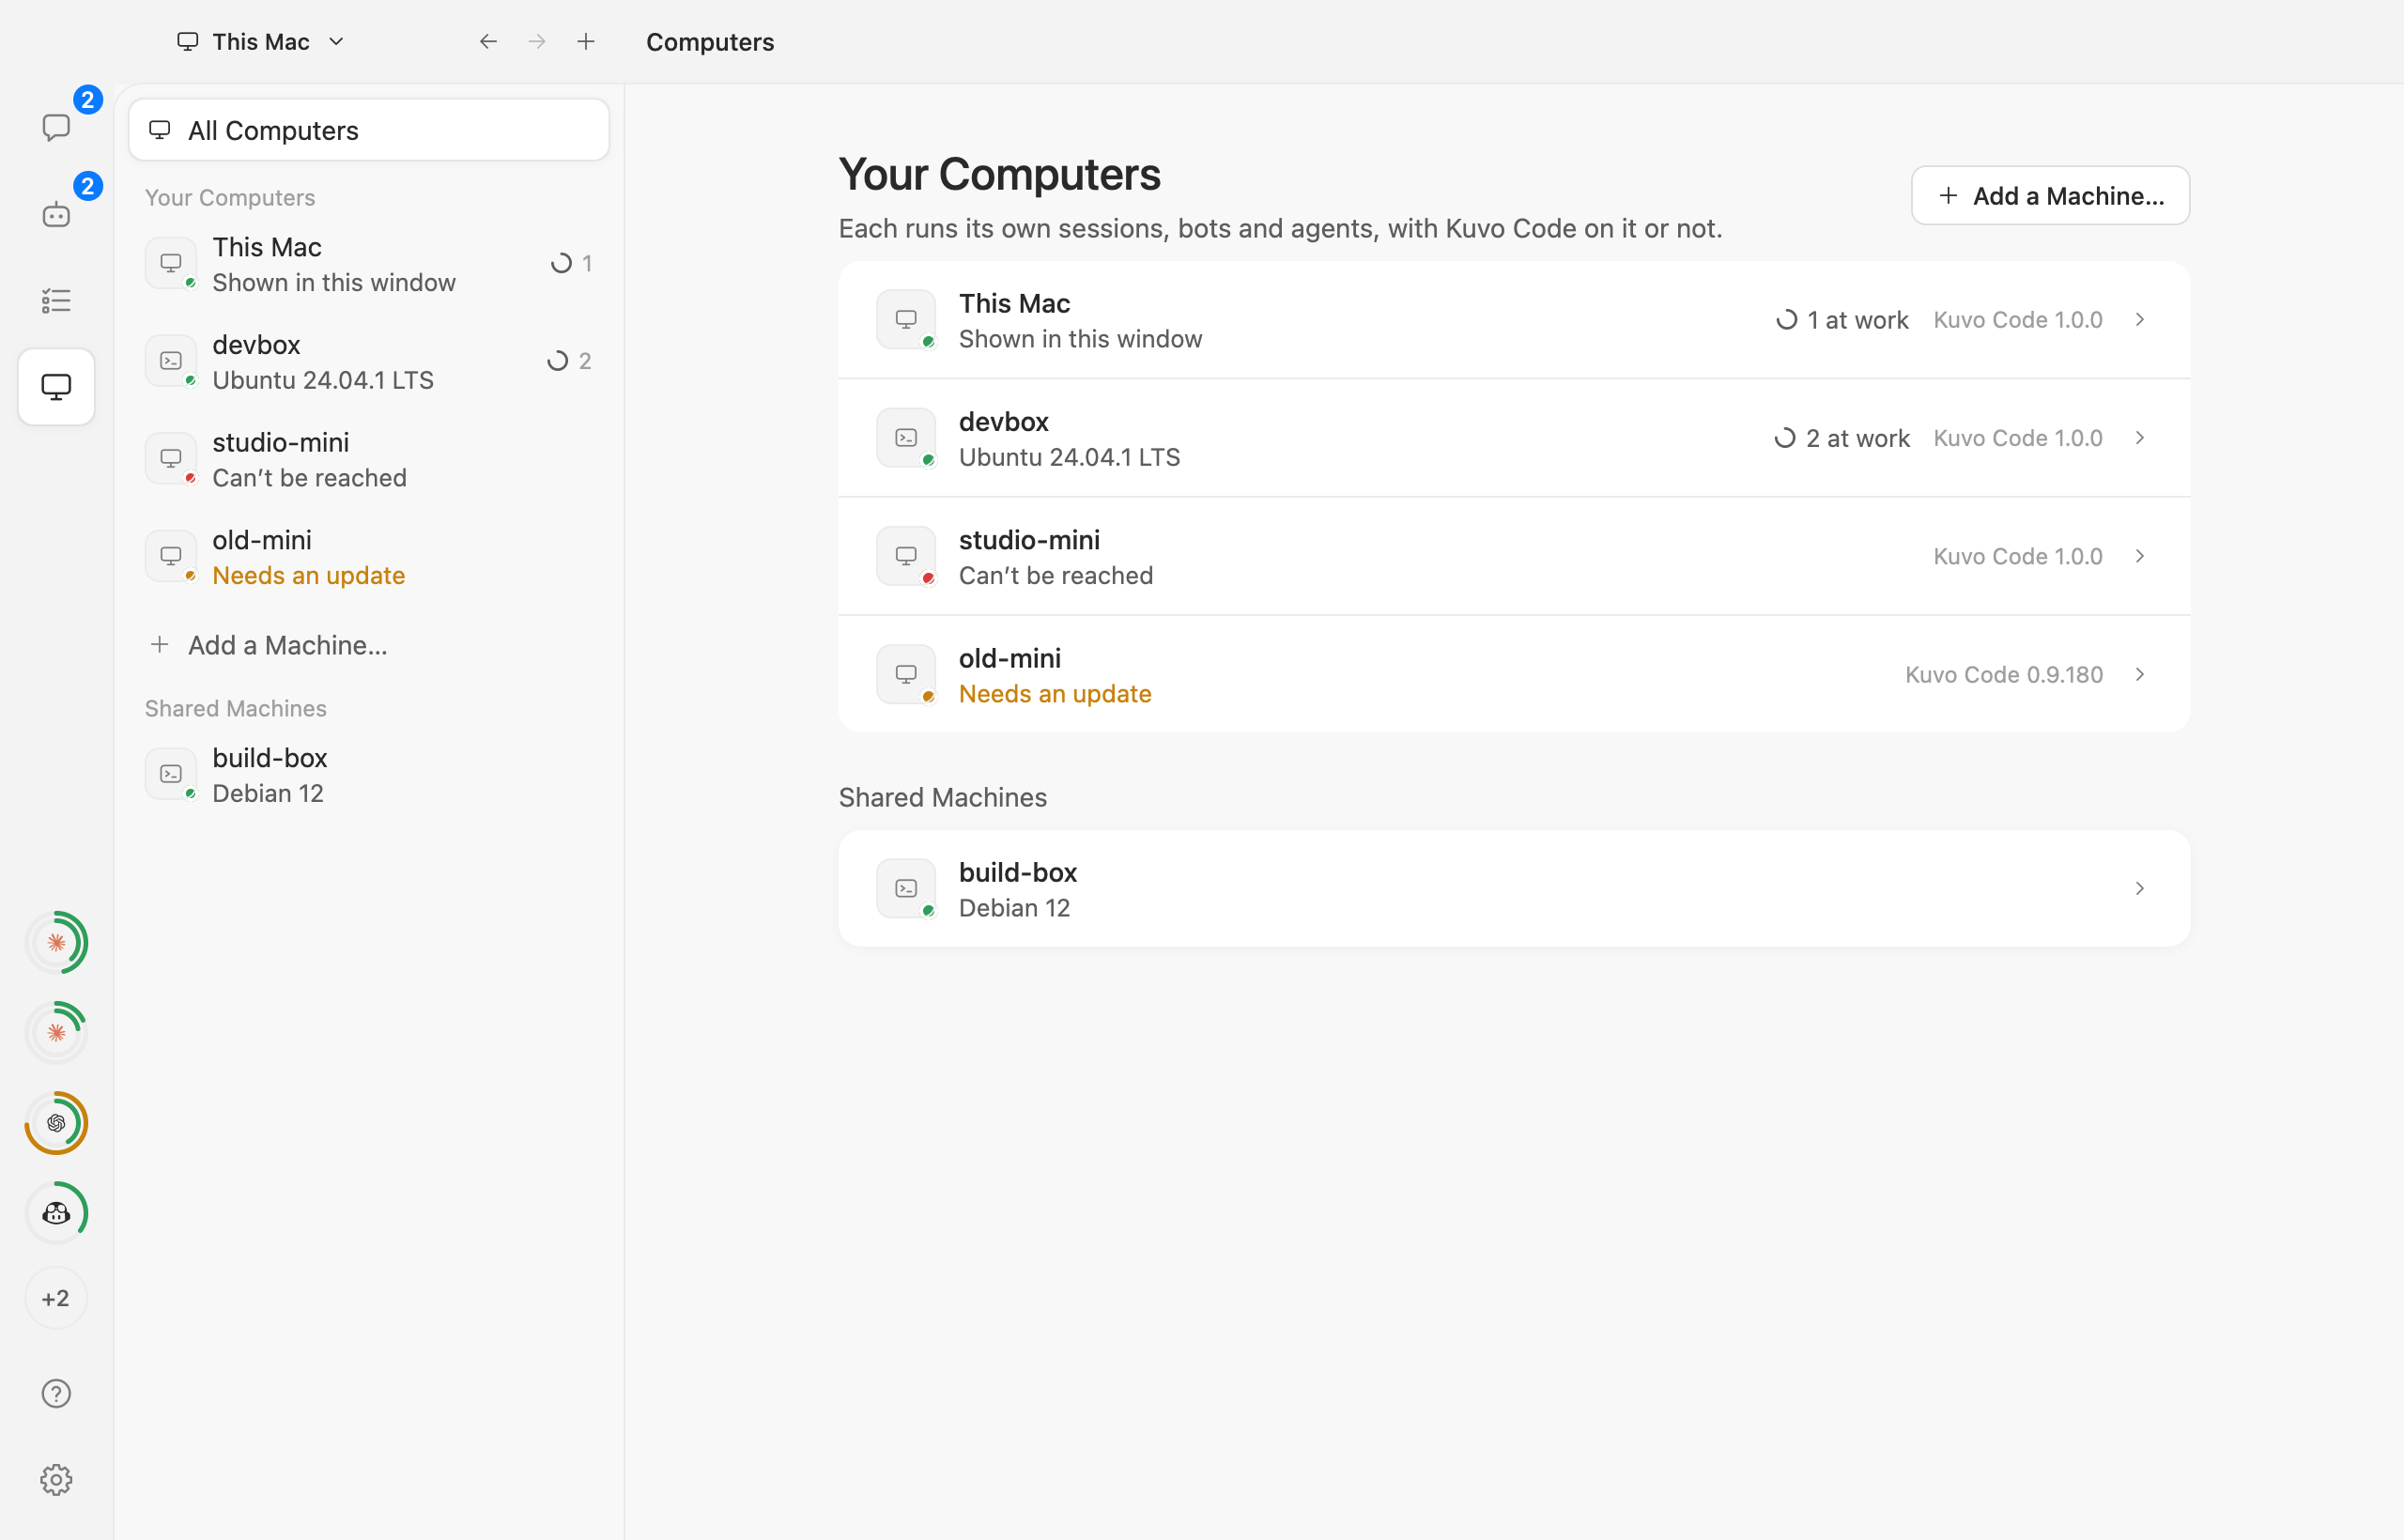 This Mac
Computers
2
2
All Computers
Your Computers
This Mac
Shown in this window
1
devbox
Ubuntu 24.04.1 LTS
2
studio-mini
Can’t be reached
old-mini
Needs an update
Add a Machine...
Shared Machines
build-box
Debian 12
+2
Your Computers
Each runs its own sessions, bots and agents, with Kuvo Code on it or not.
Add a Machine...
This Mac
Shown in this window
1 at work
Kuvo Code 1.0.0
devbox
Ubuntu 24.04.1 LTS
2 at work
Kuvo Code 1.0.0
studio-mini
Can’t be reached
Kuvo Code 1.0.0
old-mini
Needs an update
Kuvo Code 0.9.180
Shared Machines
build-box
Debian 12